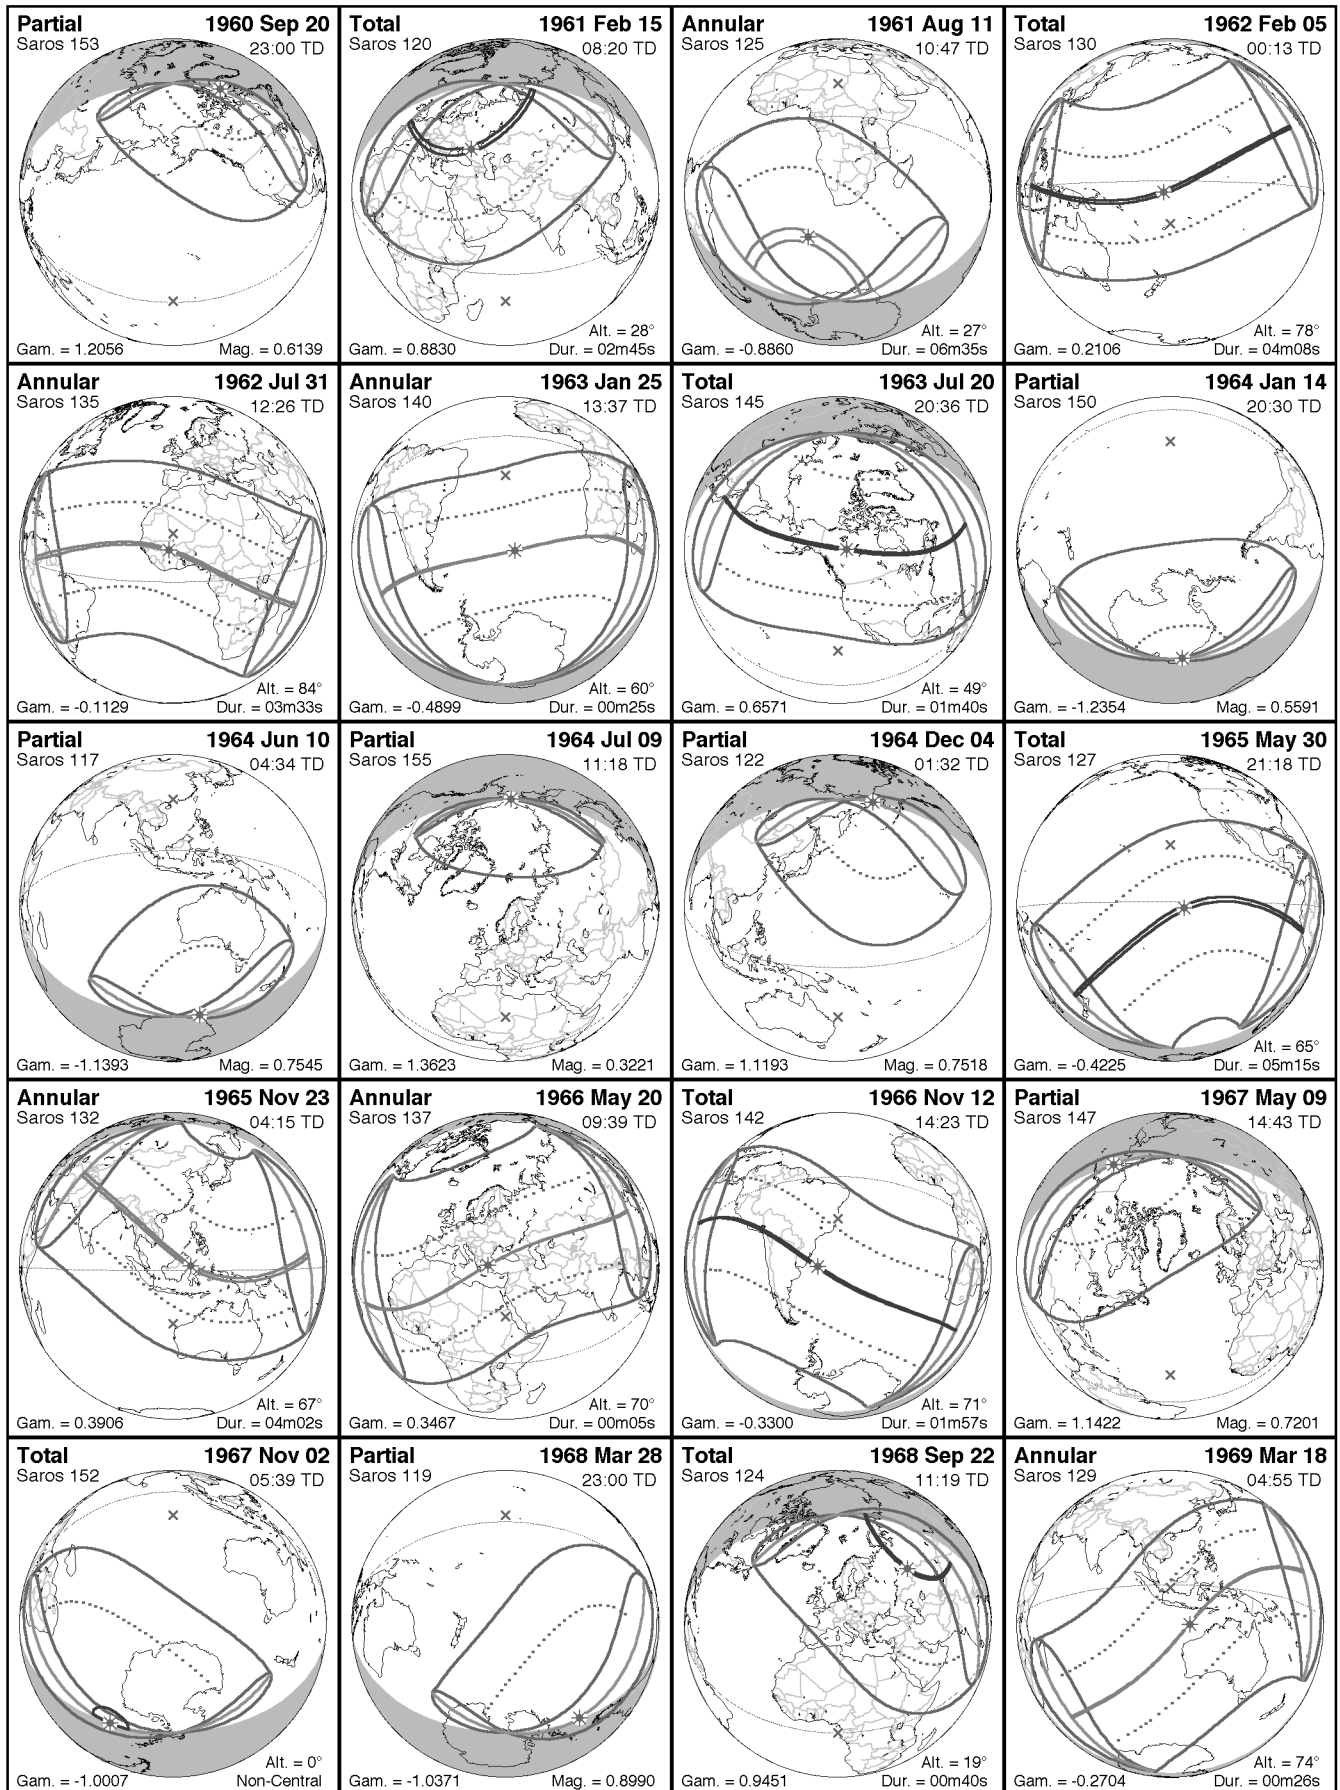 Partial 1960 Sep 20
Saros 153 23:00 TD
Gam. = 1.2056 Mag. = 0.6139
Total 1961 Feb 15
Saros 120 08:20 TD
Alt. = 28°
Gam. = 0.8830 Dur. = 02m45s
Annular 1961 Aug 11
Saros 125 10:47 TD
Alt. = 27°
Gam. = -0.8860 Dur. = 06m35s
Total 1962 Feb 05
Saros 130 00:13 TD
Alt. = 78°
Gam. = 0.2106 Dur. = 04m08s
Annular 1962 Jul 31
Saros 135 12:26 TD
Alt. = 84°
Gam. = -0.1129 Dur. = 03m33s
Annular 1963 Jan 25
Saros 140 13:37 TD
Alt. = 60°
Gam. = -0.4899 Dur. = 00m25s
Total 1963 Jul 20
Saros 145 20:36 TD
Alt. = 49°
Gam. = 0.6571 Dur. = 01m40s
Partial 1964 Jan 14
Saros 150 20:30 TD
Gam. = -1.2354 Mag. = 0.5591
Partial 1964 Jun 10
Saros 117 04:34 TD
Gam. = -1.1393 Mag. = 0.7545
Partial 1964 Jul 09
Saros 155 11:18 TD
Gam. = 1.3623 Mag. = 0.3221
Partial 1964 Dec 04
Saros 122 01:32 TD
Gam. = 1.1193 Mag. = 0.7518
Total 1965 May 30
Saros 127 21:18 TD
Alt. = 65°
Gam. = -0.4225 Dur. = 05m15s
Annular 1965 Nov 23
Saros 132 04:15 TD
Alt. = 67°
Gam. = 0.3906 Dur. = 04m02s
Annular 1966 May 20
Saros 137 09:39 TD
Alt. = 70°
Gam. = 0.3467 Dur. = 00m05s
Total 1966 Nov 12
Saros 142 14:23 TD
Alt. = 71°
Gam. = -0.3300 Dur. = 01m57s
Partial 1967 May 09
Saros 147 14:43 TD
Gam. = 1.1422 Mag. = 0.7201
Total 1967 Nov 02
Saros 152 05:39 TD
Alt. = 0°
Gam. = -1.0007 Non-Central
Partial 1968 Mar 28
Saros 119 23:00 TD
Gam. = -1.0371 Mag. = 0.8990
Total 1968 Sep 22
Saros 124 11:19 TD
Alt. = 19°
Gam. = 0.9451 Dur. = 00m40s
Annular 1969 Mar 18
Saros 129 04:55 TD
Alt. = 74°
Gam. = -0.2704 Dur. = 00m26s